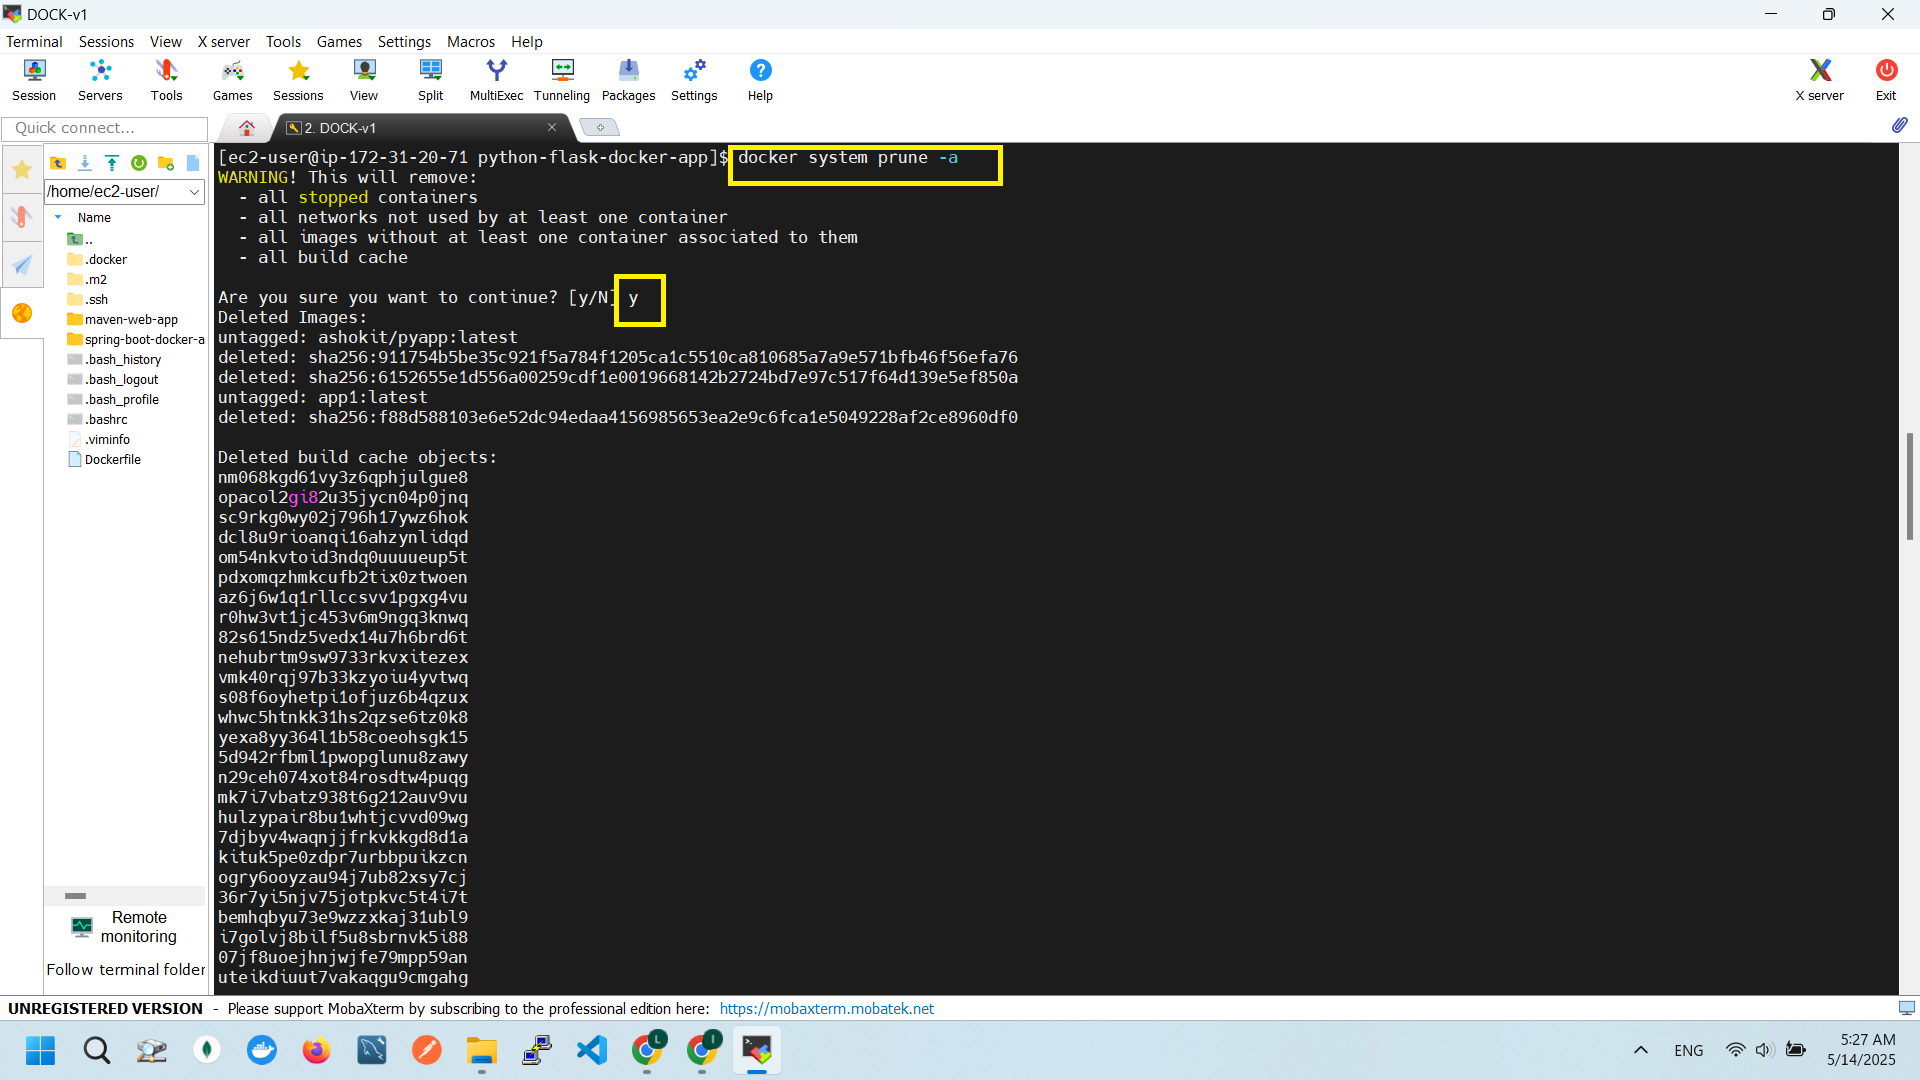 DOCK-v1
Terminal Sessions View X server Tools Games Settings Macros Help
Session Servers Tools Games Sessions View Split MultiExec Tunneling Packages Settings Help X server Exit
Quick connect...
2. DOCK-v1
/home/ec2-user/
Name
..
.docker
.m2
.ssh
maven-web-app
spring-boot-docker-a
.bash_history
.bash_logout
.bash_profile
.bashrc
.viminfo
Dockerfile
Remote
monitoring
Follow terminal folder
[ec2-user@ip-172-31-20-71 python-flask-docker-app]$ docker system prune -a
WARNING! This will remove:
- all stopped containers
- all networks not used by at least one container
- all images without at least one container associated to them
- all build cache
Are you sure you want to continue? [y/N] y
Deleted Images:
untagged: ashokit/pyapp:latest
deleted: sha256:911754b5be35c921f5a784f1205ca1c5510ca810685a7a9e571bfb46f56efa76
deleted: sha256:6152655e1d556a00259cdf1e0019668142b2724bd7e97c517f64d139e5ef850a
untagged: app1:latest
deleted: sha256:f88d588103e6e52dc94edaa4156985653ea2e9c6fca1e5049228af2ce8960df0
Deleted build cache objects:
nm068kgd61vy3z6qphjulgue8
opacol2gi82u35jycn04p0jnq
sc9rkg0wy02j796h17ywz6hok
dcl8u9rioanqi16ahzynlidqd
om54nkvtoid3ndq0uuuueup5t
pdxomqzhmkcufb2tix0ztwoen
az6j6w1q1rllccsvv1pgxg4vu
r0hw3vt1jc453v6m9ngq3knwq
82s615ndz5vedx14u7h6brd6t
nehubrtm9sw9733rkvxitezex
vmk40rqj97b33kzyoiu4yvtwq
s08f6oyhetpi1ofjuz6b4qzux
whwc5htnkk31hs2qzse6tz0k8
yexa8yy364l1b58coeohsgk15
5d942rfbml1pwopglunu8zawy
n29ceh074xot84rosdtw4puqg
mk7i7vbatz938t6g212auv9vu
hulzypair8bu1whtjcvvd09wg
7djbyv4waqnjjfrkvkkgd8d1a
kituk5pe0zdpr7urbbpuikzcn
ogry6ooyzau94j7ub82xsy7cj
36r7yi5njv75jotpkvc5t4i7t
bemhqbyu73e9wzzxkaj31ubl9
i7golvj8bilf5u8sbrnvk5i88
07jf8uoejhnjwjfe79mpp59an
uteikdiuut7vakaqgu9cmgahg
UNREGISTERED VERSION - Please support MobaXterm by subscribing to the professional edition here: https://mobaxterm.mobatek.net
L
I
ENG
5:27 AM
5/14/2025